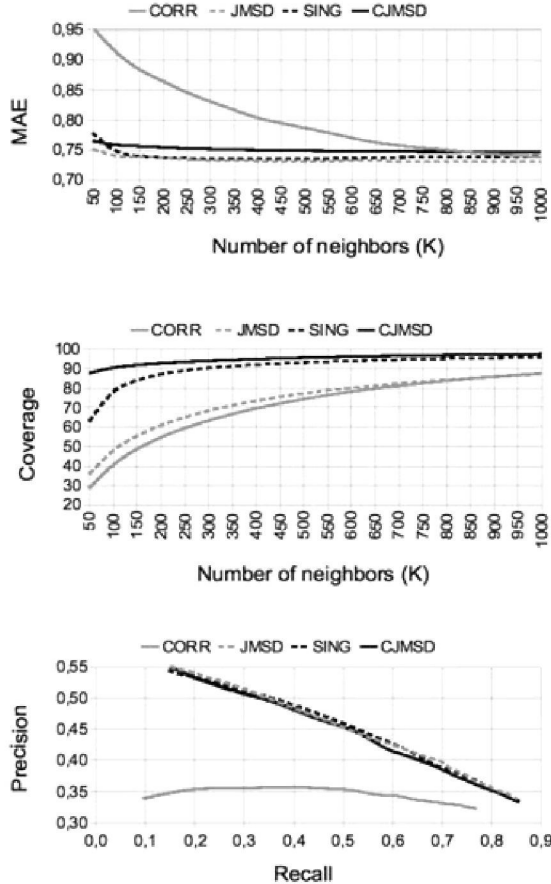 CORR JMSD SING CJMSD
0,95
0,90
0,85
0,80
0,75
0,70
MAE
50 100 150 200 250 300 350 400 450 500 550 600 650 700 750 800 850 900 950 1000
Number of neighbors (K)
CORR JMSD SING CJMSD
100
90
80
70
60
50
40
30
20
Coverage
50 100 150 200 250 300 350 400 450 500 550 600 650 700 750 800 850 900 950 1000
Number of neighbors (K)
CORR JMSD SING CJMSD
0,55
0,50
0,45
0,40
0,35
0,30
Precision
0,0 0,1 0,2 0,3 0,4 0,5 0,6 0,7 0,8 0,9
Recall